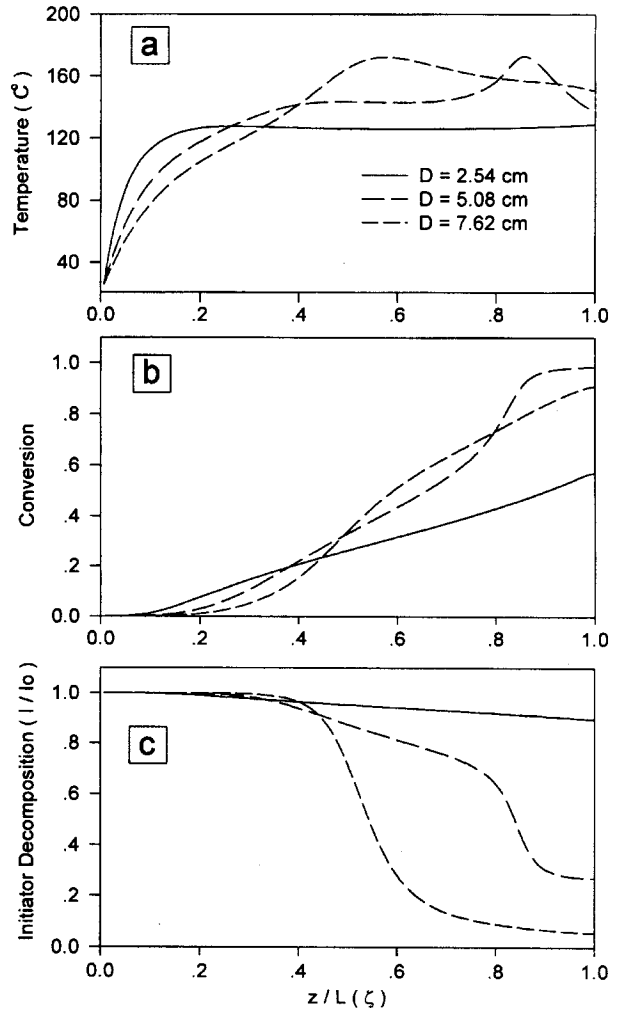 200
160
120
80
40
Temperature ( C° )
a
D = 2.54 cm
D = 5.08 cm
D = 7.62 cm
0.0 .2 .4 .6 .8 1.0
1.0
.8
.6
.4
.2
0.0
Conversion
b
0.0 .2 .4 .6 .8 1.0
1.0
.8
.6
.4
.2
0.0
Initiator Decomposition ( I / Io )
c
0.0 .2 .4 .6 .8 1.0
z / L ( ζ )